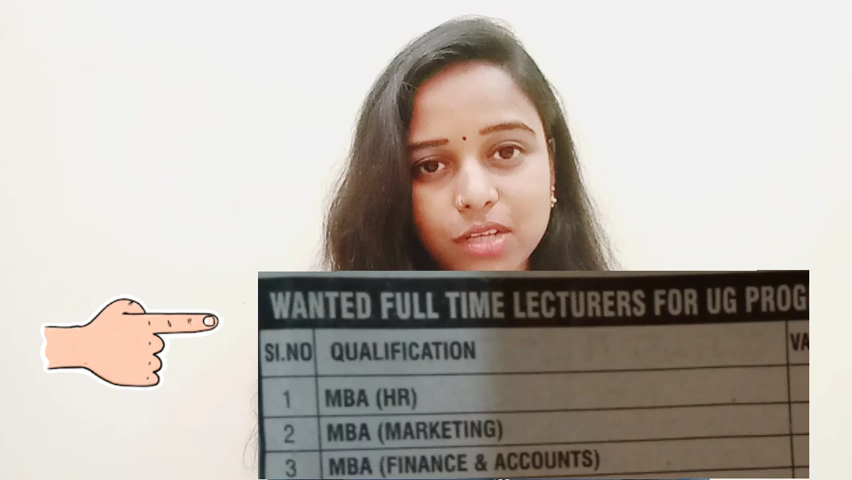 WANTED FULL TIME LECTURERS FOR UG PROG
SI.NO QUALIFICATION VA
1 MBA (HR)
2 MBA (MARKETING)
3 MBA (FINANCE & ACCOUNTS)